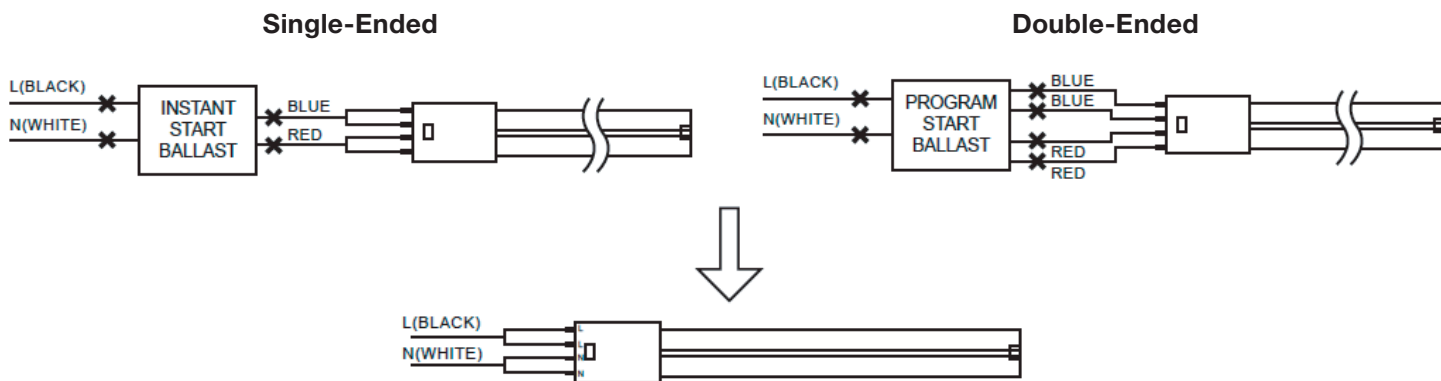 Single-Ended
Double-Ended
L(BLACK)
N(WHITE)
INSTANT
START
BALLAST
BLUE
RED
L(BLACK)
N(WHITE)
PROGRAM
START
BALLAST
BLUE
BLUE
RED
RED
L(BLACK)
N(WHITE)
L
L
N
N